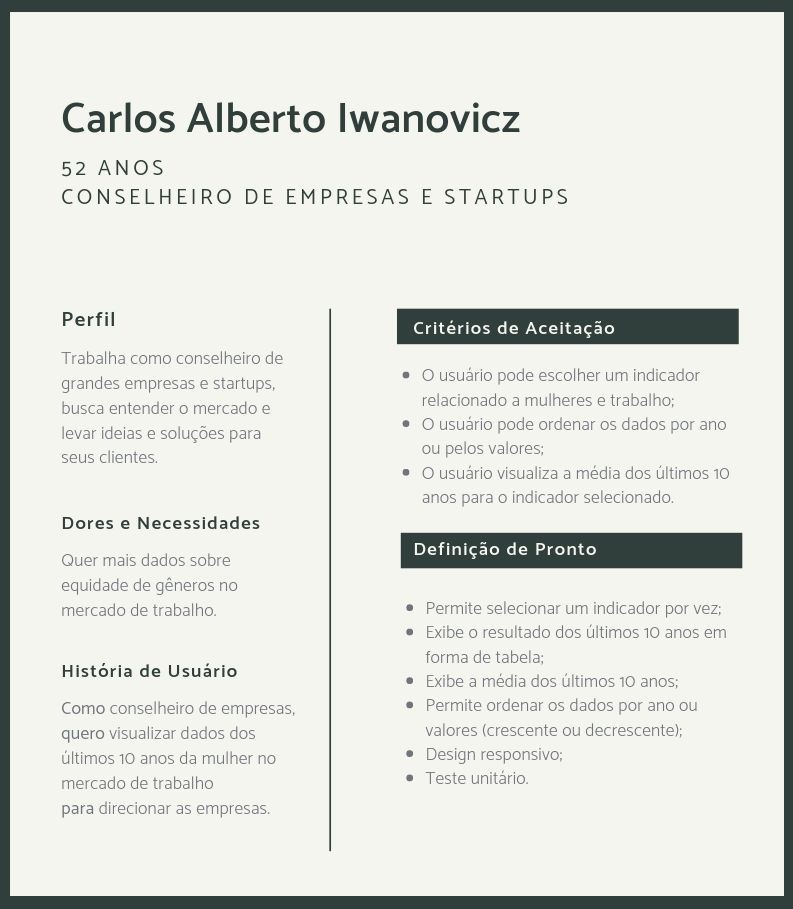 Carlos Alberto Iwanovicz
52 ANOS
CONSELHEIRO DE EMPRESAS E STARTUPS
Perfil
Trabalha como conselheiro de
grandes empresas e startups,
busca entender o mercado e
levar ideias e soluções para
seus clientes.
Dores e Necessidades
Quer mais dados sobre
equidade de gêneros no
mercado de trabalho.
História de Usuário
Como conselheiro de empresas,
quero visualizar dados dos
últimos 10 anos da mulher no
mercado de trabalho
para direcionar as empresas.
Critérios de Aceitação
• O usuário pode escolher um indicador
relacionado a mulheres e trabalho;
• O usuário pode ordenar os dados por ano
ou pelos valores;
• O usuário visualiza a média dos últimos 10
anos para o indicador selecionado.
Definição de Pronto
• Permite selecionar um indicador por vez;
• Exibe o resultado dos últimos 10 anos em
forma de tabela;
• Exibe a média dos últimos 10 anos;
• Permite ordenar os dados por ano ou
valores (crescente ou decrescente);
• Design responsivo;
• Teste unitário.